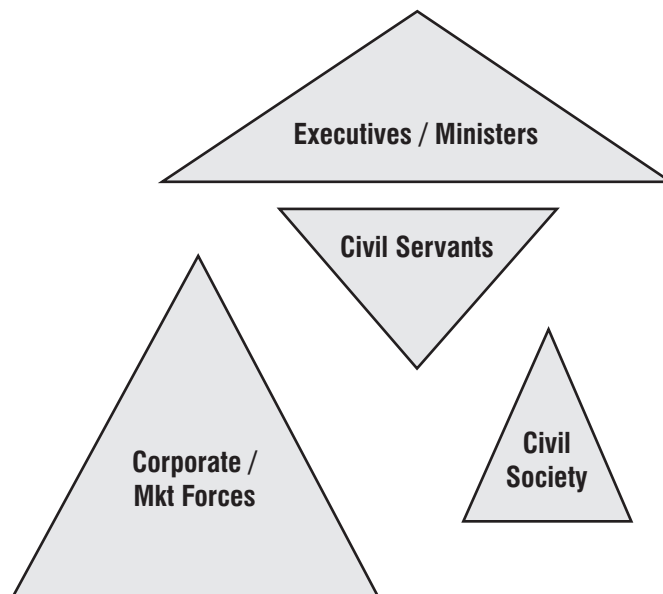 Executives / Ministers
Civil Servants
Corporate /
Mkt Forces
Civil
Society